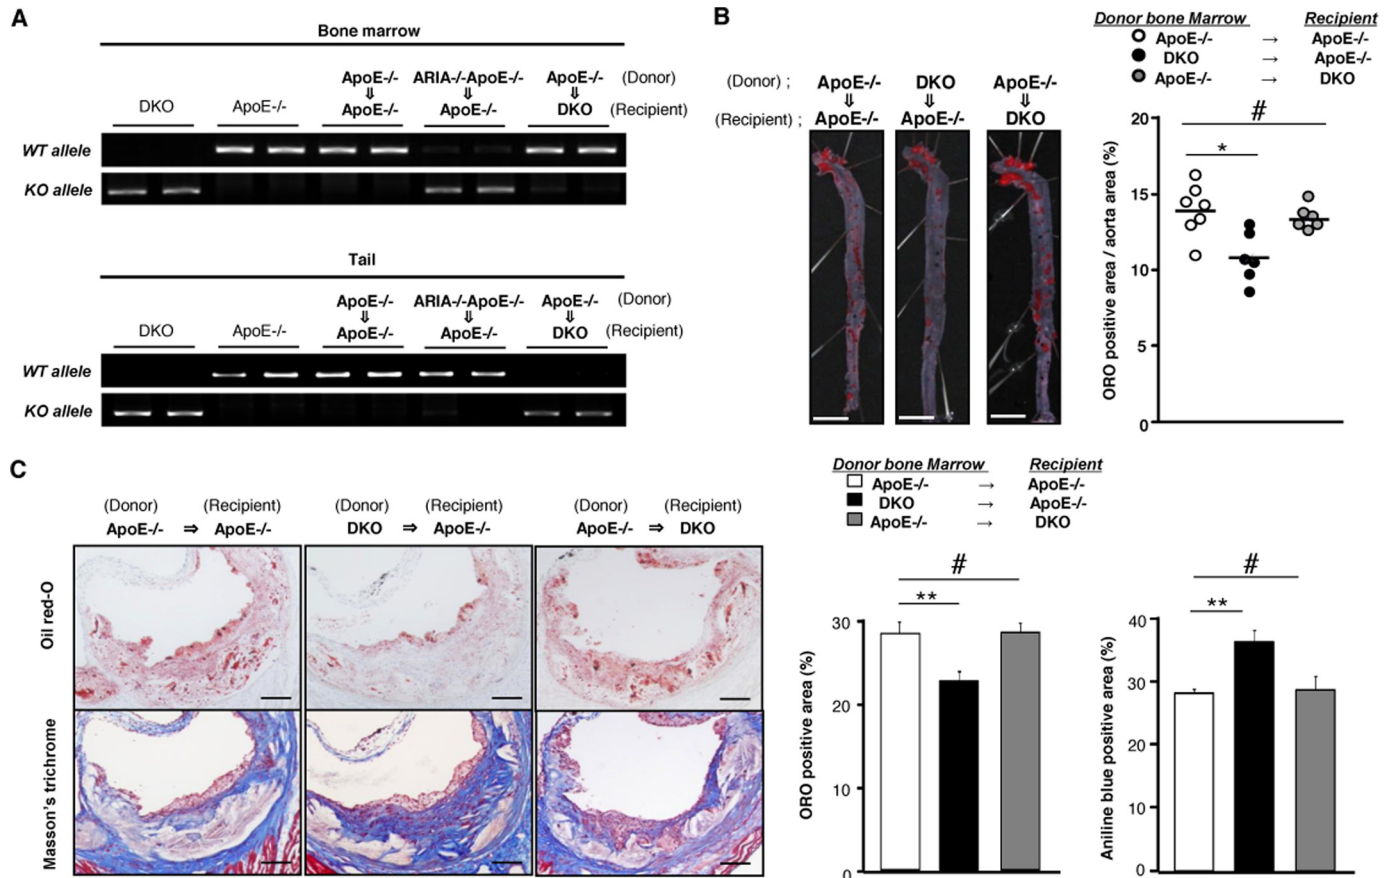 A
Bone marrow
ApoE-/- ARIA-/-ApoE-/- ApoE-/- (Donor)
⇓ ⇓ ⇓
DKO ApoE-/- ApoE-/- ApoE-/- DKO (Recipient)
WT allele
KO allele
Tail
ApoE-/- ARIA-/-ApoE-/- ApoE-/- (Donor)
⇓ ⇓ ⇓
DKO ApoE-/- ApoE-/- ApoE-/- DKO (Recipient)
WT allele
KO allele
B
(Donor) ; ApoE-/- DKO ApoE-/-
⇓ ⇓ ⇓
(Recipient) ; ApoE-/- ApoE-/- DKO
Donor bone Marrow Recipient
ApoE-/- → ApoE-/-
DKO → ApoE-/-
ApoE-/- → DKO
#
*
ORO positive area / aorta area (%)
20
15
10
5
0
C
(Donor) (Recipient) (Donor) (Recipient) (Donor) (Recipient)
ApoE-/- ⇒ ApoE-/- DKO ⇒ ApoE-/- ApoE-/- ⇒ DKO
Oil red-O
Masson's trichrome
Donor bone Marrow Recipient
ApoE-/- → ApoE-/-
DKO → ApoE-/-
ApoE-/- → DKO
#
**
ORO positive area (%)
30
20
10
0
#
**
Aniline blue positive area (%)
40
30
20
10
0